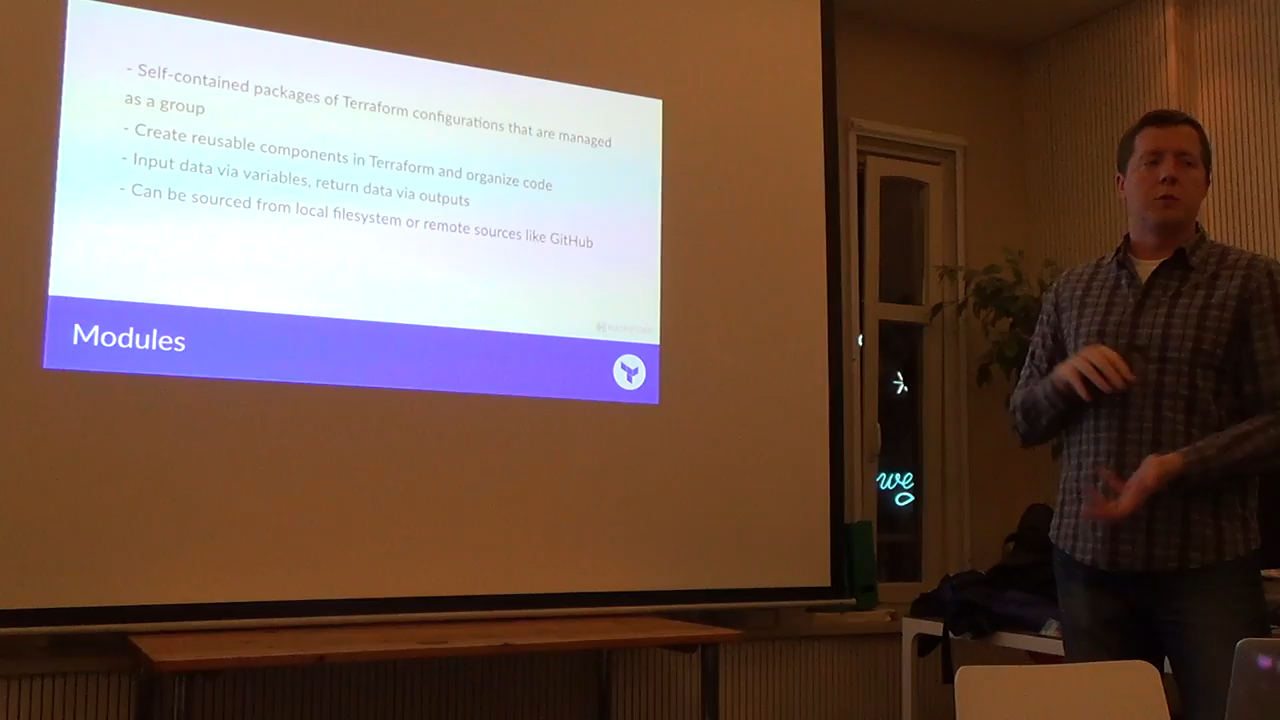 - Self-contained packages of Terraform configurations that are managed
as a group
- Create reusable components in Terraform and organize code
- Input data via variables, return data via outputs
- Can be sourced from local filesystem or remote sources like GitHub
Modules
we